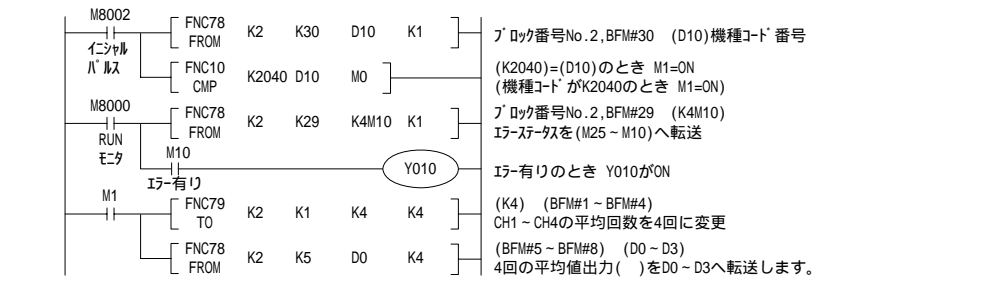 M8002
イニシャル
パルス
FNC78
FROM K2 K30 D10 K1
ブロック番号No.2,BFM#30 (D10)機種コード番号
FNC10
CMP K2040 D10 M0
(K2040)=(D10)のとき M1=ON
(機種コードがK2040のとき M1=ON)
M8000
RUN
モニタ
FNC78
FROM K2 K29 K4M10 K1
ブロック番号No.2,BFM#29 (K4M10)
エラーステータスを(M25~M10)へ転送
M10
エラー有り
Y010
エラー有りのとき Y010がON
M1
FNC79
TO K2 K1 K4 K4
(K4) (BFM#1~BFM#4)
CH1~CH4の平均回数を4回に変更
FNC78
FROM K2 K5 D0 K4
(BFM#5~BFM#8) (D0~D3)
4回の平均値出力( )をD0~D3へ転送します。